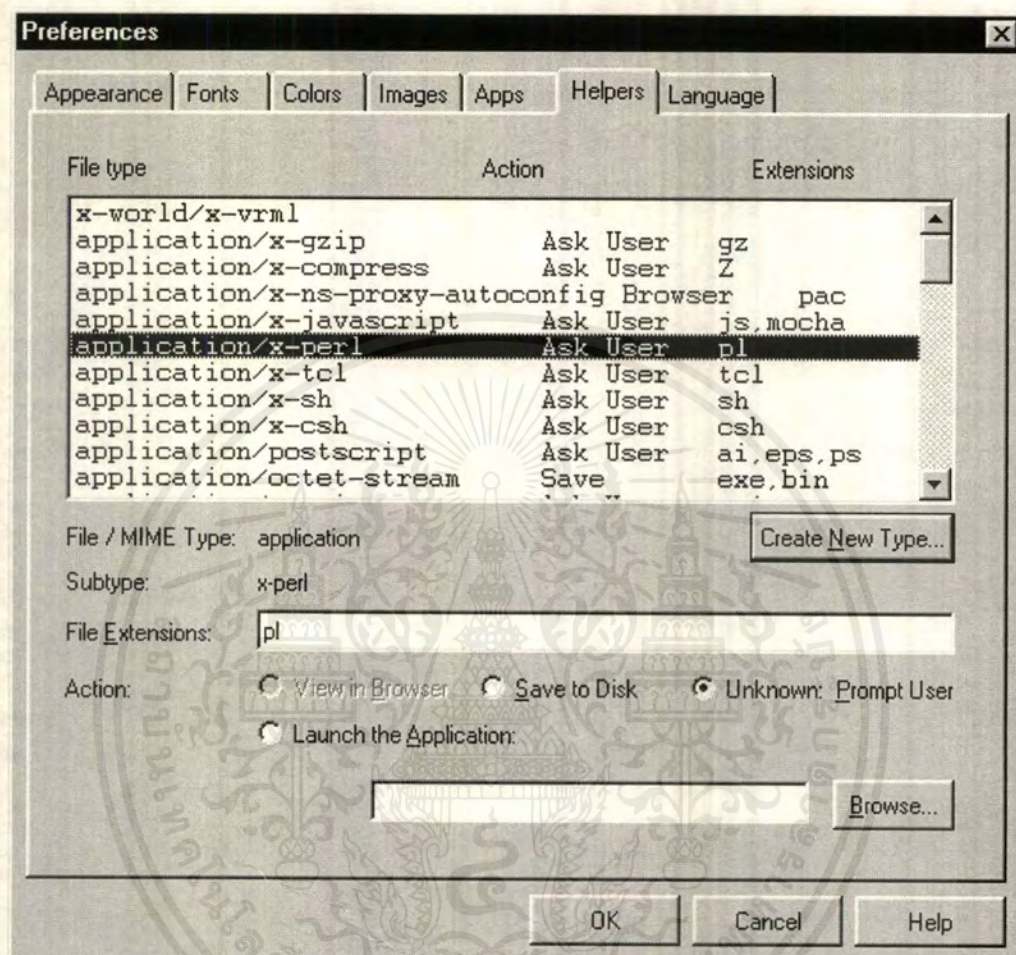 Preferences
Appearance Fonts Colors Images Apps Helpers Language
File type Action Extensions
x-world/x-vrml
application/x-gzip Ask User gz
application/x-compress Ask User Z
application/x-ns-proxy-autoconfig Browser pac
application/x-javascript Ask User js,mocha
application/x-perl Ask User pl
application/x-tcl Ask User tcl
application/x-sh Ask User sh
application/x-csh Ask User csh
application/postscript Ask User ai,eps,ps
application/octet-stream Save exe,bin
File / MIME Type: application Create New Type...
Subtype: x-perl
File Extensions: pl
Action: View in Browser Save to Disk Unknown: Prompt User
Launch the Application:
Browse...
OK Cancel Help